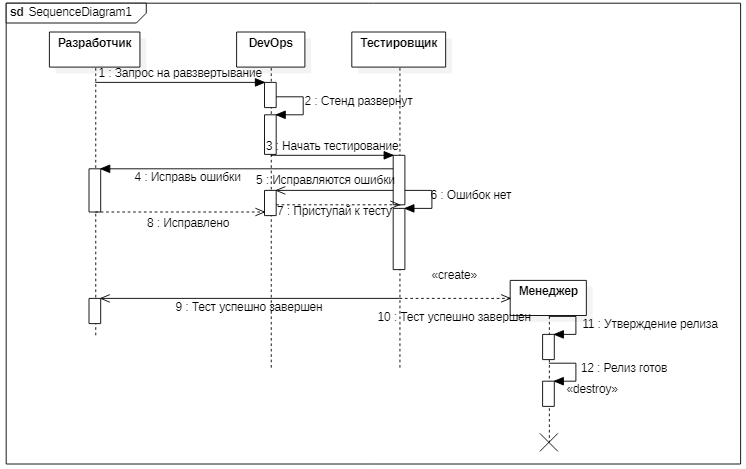 sd SequenceDiagram1
Разработчик
DevOps
Тестировщик
1 : Запрос на равзвертывание
2 : Стенд развернут
3 : Начать тестирование
4 : Исправь ошибки
5 : Исправляются ошибки
6 : Ошибок нет
7 : Приступай к тесту
8 : Исправлено
«create»
Менеджер
9 : Тест успешно завершен
10 : Тест успешно завершен
11 : Утверждение релиза
12 : Релиз готов
«destroy»